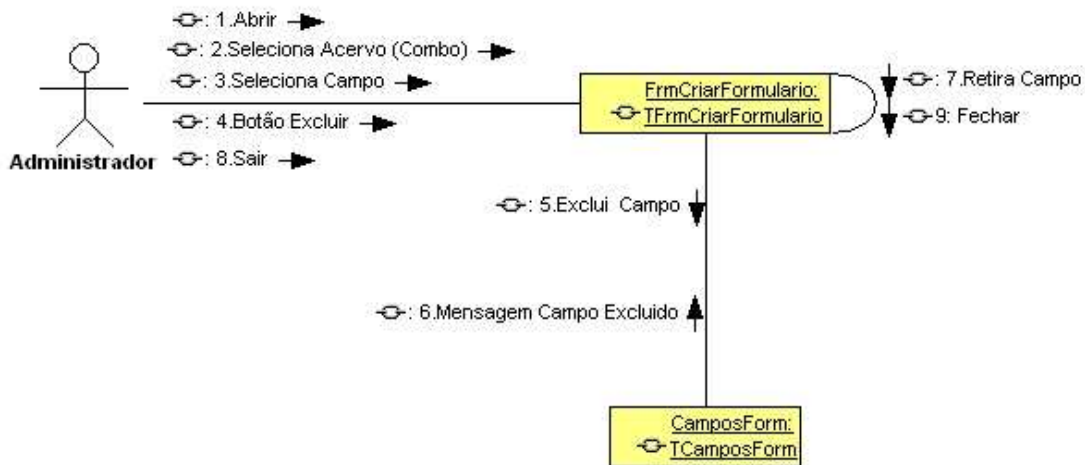 : 1.Abrir
: 2.Seleciona Acervo (Combo)
: 3.Seleciona Campo
: 4.Botão Excluir
: 8.Sair
Administrador
FrmCriarFormulario:
TFrmCriarFormulario
: 7.Retira Campo
9: Fechar
: 5.Exclui Campo
: 6.Mensagem Campo Excluido
CamposForm:
TCamposForm